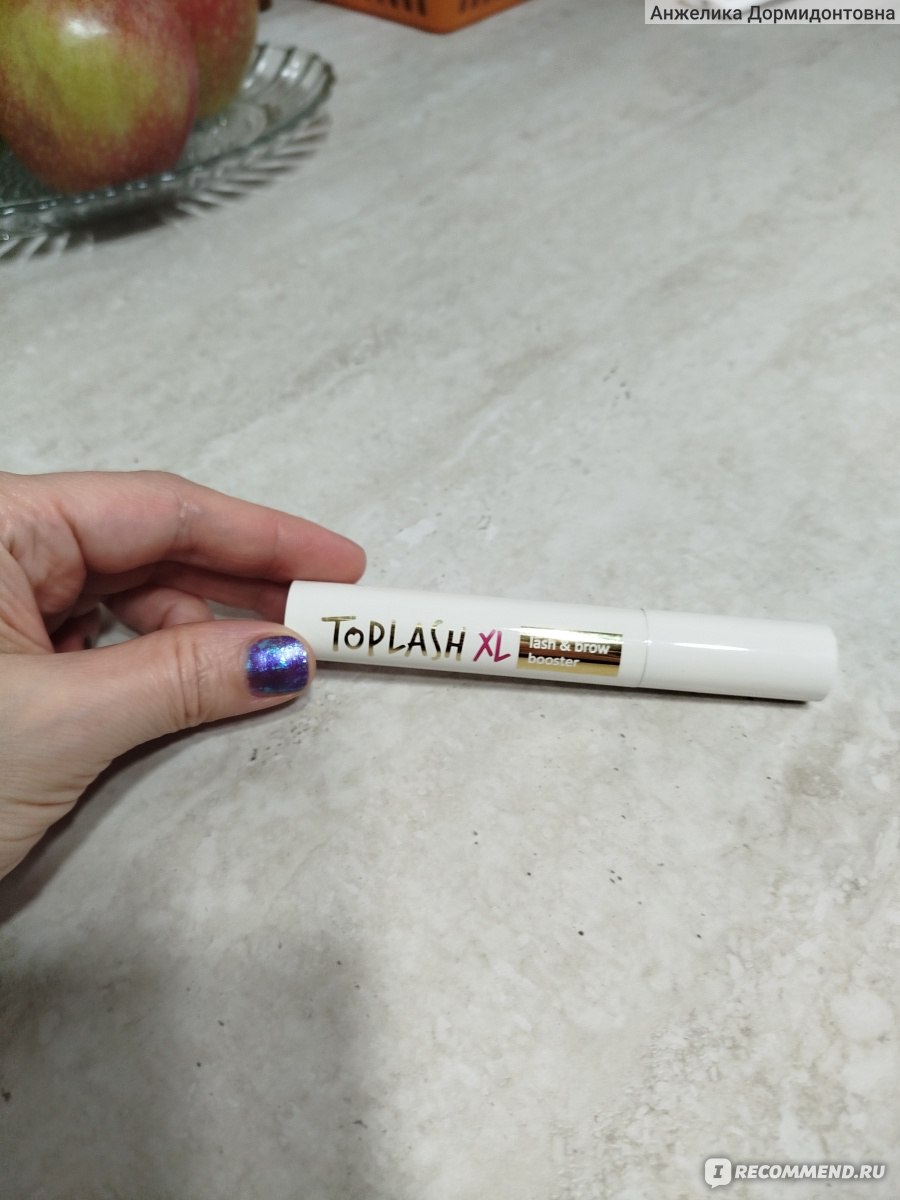 Анжелика Дормидонтовна
TOPLASH XL
lash & brow
booster
IRECOMMEND.RU